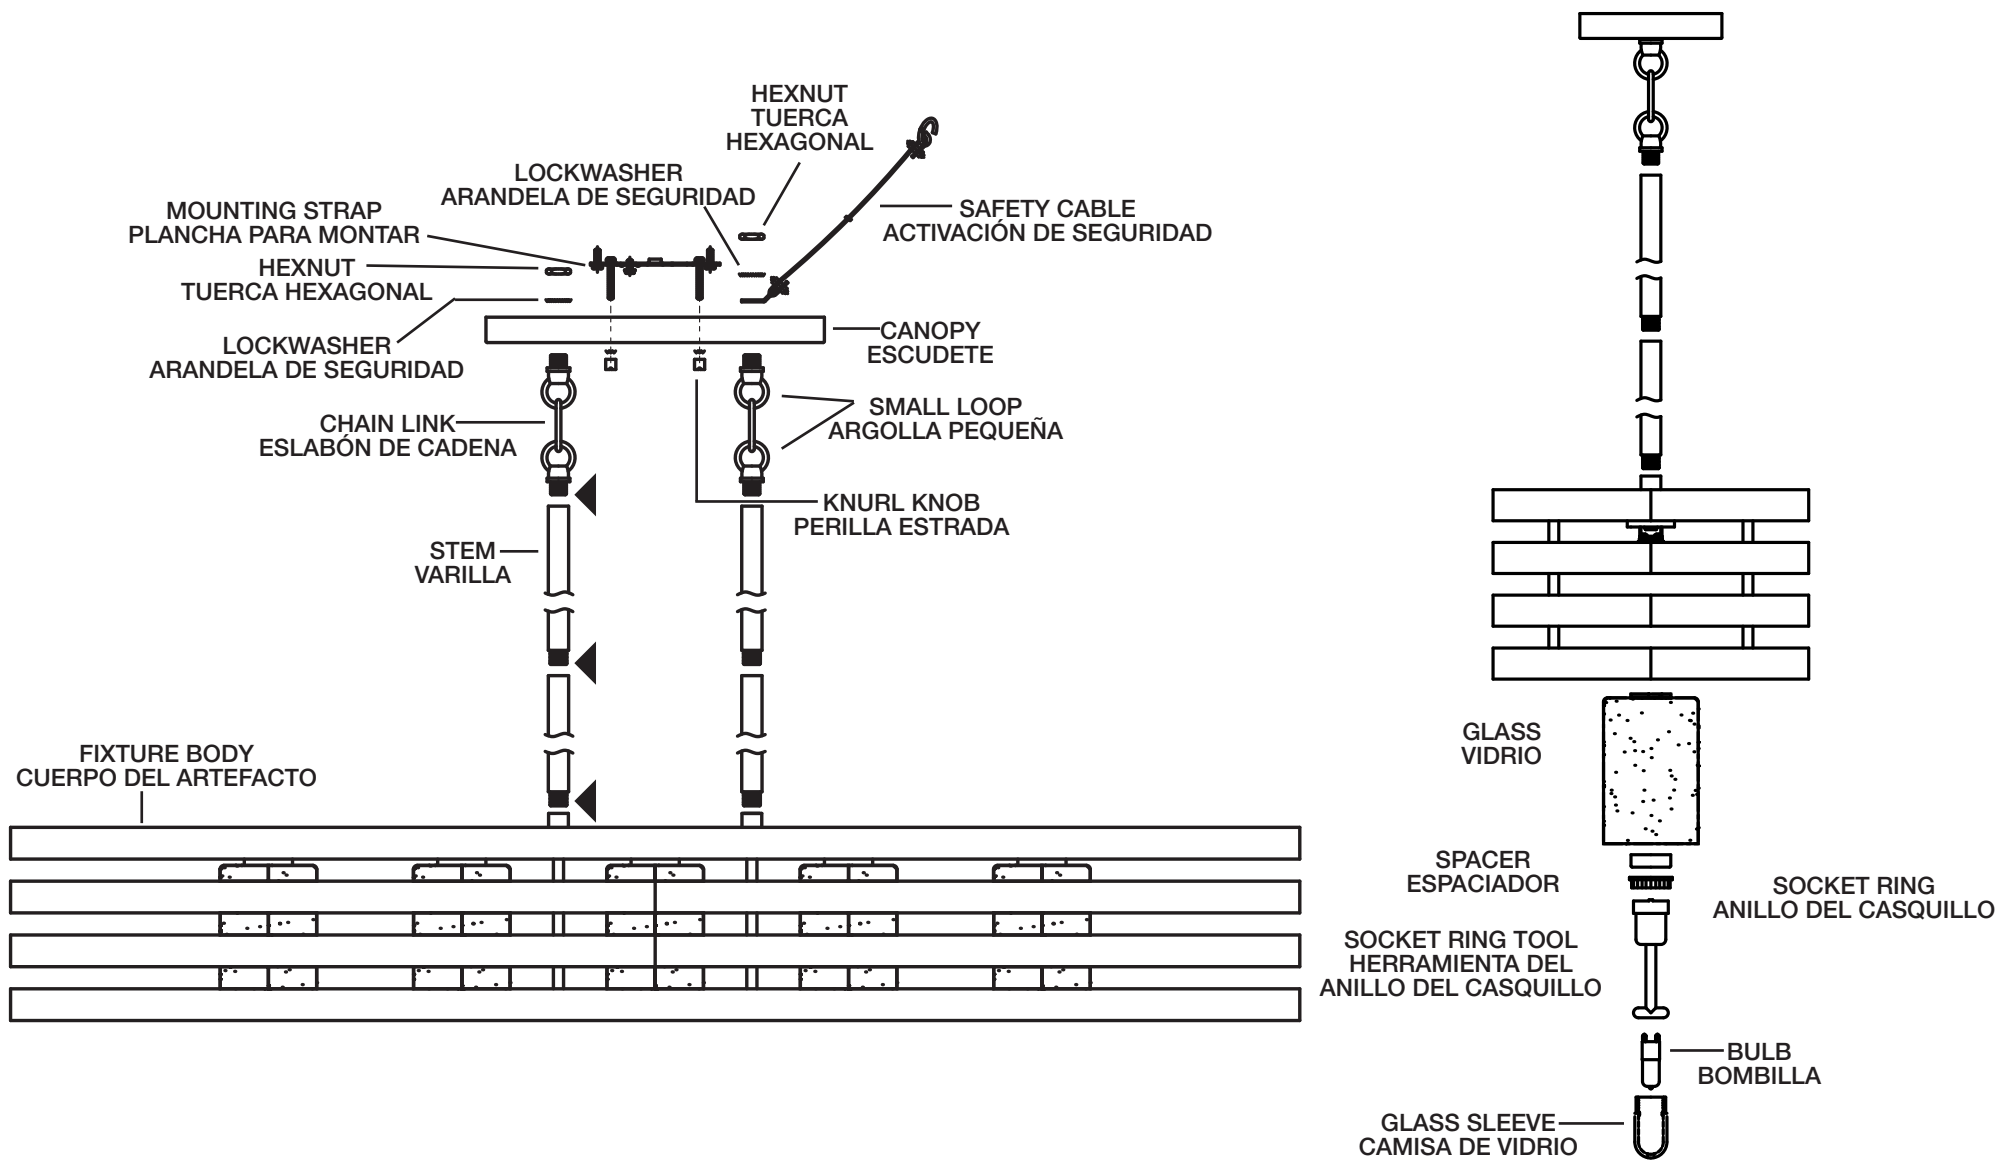 HEXNUT
TUERCA
HEXAGONAL
LOCKWASHER
ARANDELA DE SEGURIDAD
MOUNTING STRAP
PLANCHA PARA MONTAR
SAFETY CABLE
ACTIVACIÓN DE SEGURIDAD
HEXNUT
TUERCA HEXAGONAL
LOCKWASHER
ARANDELA DE SEGURIDAD
CANOPY
ESCUDETE
CHAIN LINK
ESLABÓN DE CADENA
SMALL LOOP
ARGOLLA PEQUEÑA
KNURL KNOB
PERILLA ESTRADA
STEM
VARILLA
FIXTURE BODY
CUERPO DEL ARTEFACTO
GLASS
VIDRIO
SPACER
ESPACIADOR
SOCKET RING
ANILLO DEL CASQUILLO
SOCKET RING TOOL
HERRAMIENTA DEL
ANILLO DEL CASQUILLO
BULB
BOMBILLA
GLASS SLEEVE
CAMISA DE VIDRIO